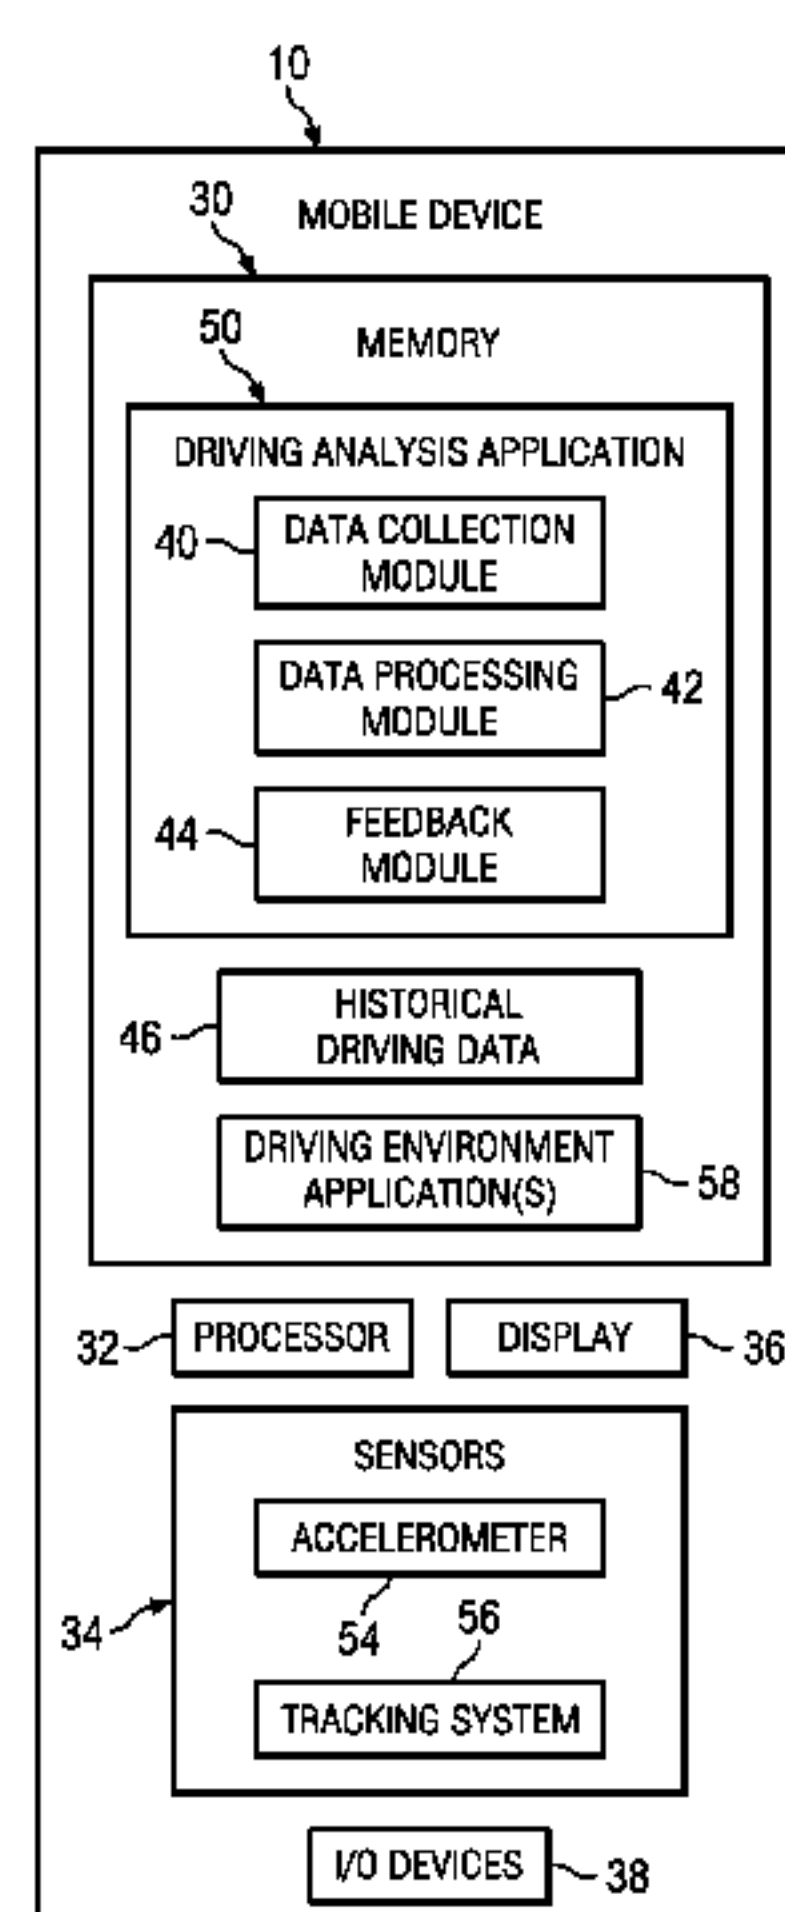 10
MOBILE DEVICE
30
MEMORY
50
DRIVING ANALYSIS APPLICATION
40
DATA COLLECTION
MODULE
DATA PROCESSING
MODULE
42
44
FEEDBACK
MODULE
46
HISTORICAL
DRIVING DATA
DRIVING ENVIRONMENT
APPLICATION(S)
58
32
PROCESSOR
DISPLAY
36
SENSORS
ACCELEROMETER
34
54
56
TRACKING SYSTEM
I/O DEVICES
38